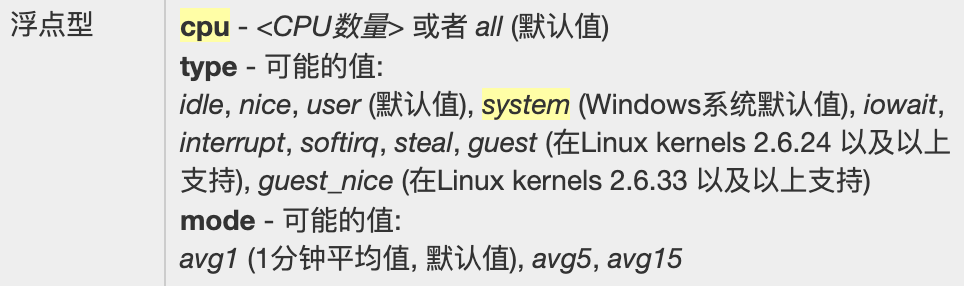 浮点型
cpu - <CPU数量> 或者 all (默认值)
type - 可能的值:
idle, nice, user (默认值), system (Windows系统默认值), iowait,
interrupt, softirq, steal, guest (在Linux kernels 2.6.24 以及以上
支持), guest_nice (在Linux kernels 2.6.33 以及以上支持)
mode - 可能的值:
avg1 (1分钟平均值, 默认值), avg5, avg15